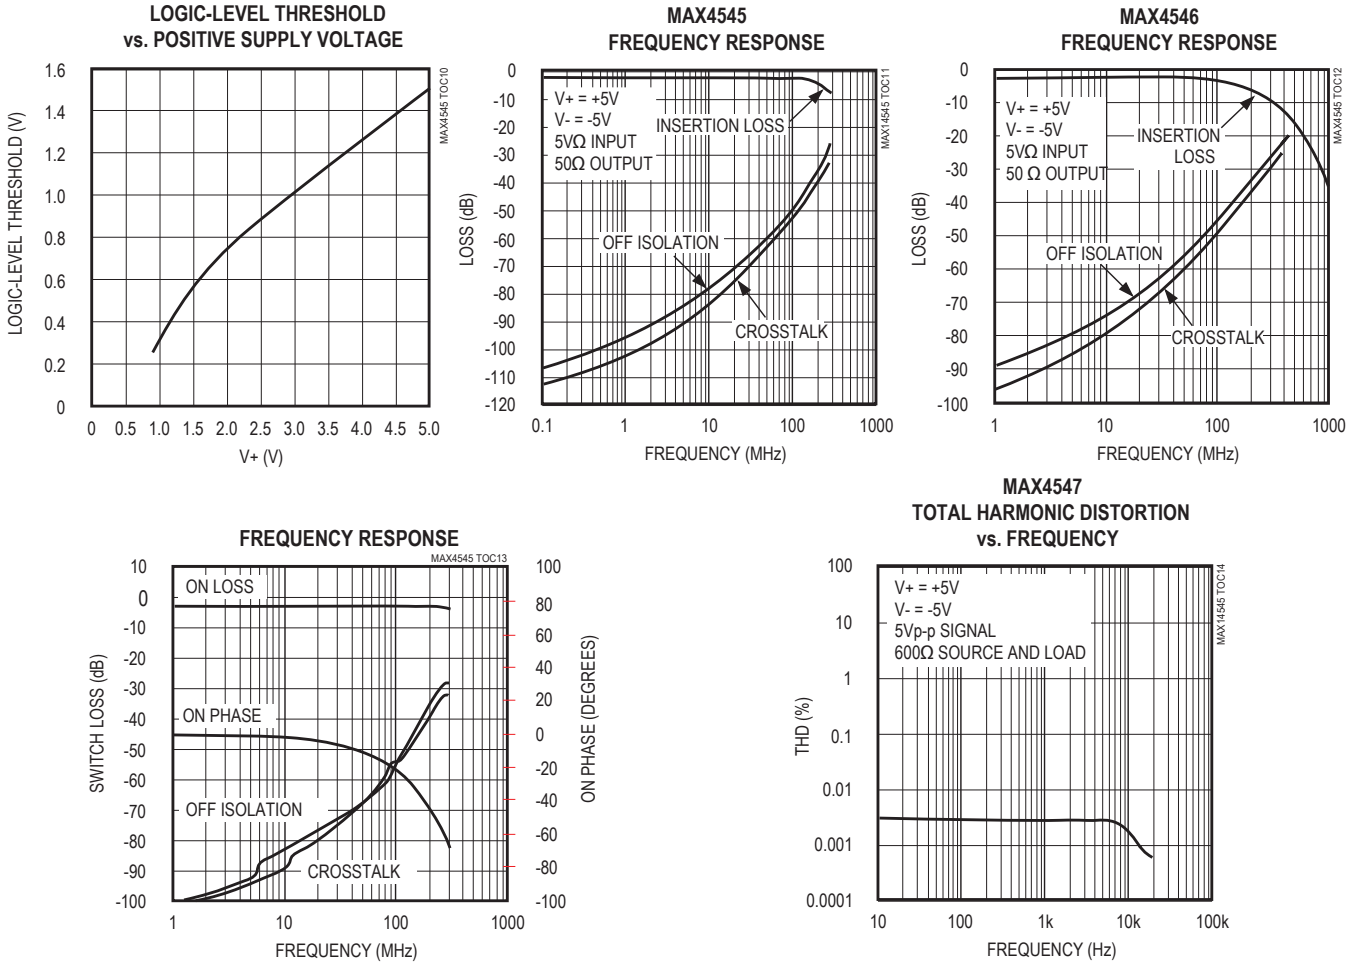 LOGIC-LEVEL THRESHOLD
vs. POSITIVE SUPPLY VOLTAGE
LOGIC-LEVEL THRESHOLD (V)
1.6
1.4
1.2
1.0
0.8
0.6
0.4
0.2
0
0 0.5 1.0 1.5 2.0 2.5 3.0 3.5 4.0 4.5 5.0
V+ (V)
MAX4545 TOC10
MAX4545
FREQUENCY RESPONSE
LOSS (dB)
0
-10
-20
-30
-40
-50
-60
-70
-80
-90
-100
-110
-120
V+ = +5V
V- = -5V
5VΩ INPUT
50Ω OUTPUT
INSERTION LOSS
OFF ISOLATION
CROSSTALK
0.1 1 10 100 1000
FREQUENCY (MHz)
MAX14545 TOC11
MAX4546
FREQUENCY RESPONSE
LOSS (dB)
0
-10
-20
-30
-40
-50
-60
-70
-80
-90
-100
V+ = +5V
V- = -5V
5VΩ INPUT
50 Ω OUTPUT
INSERTION
LOSS
OFF ISOLATION
CROSSTALK
1 10 100 1000
FREQUENCY (MHz)
MAX4545 TOC12
FREQUENCY RESPONSE
MAX4545 TOC13
SWITCH LOSS (dB)
10
0
-10
-20
-30
-40
-50
-60
-70
-80
-90
-100
ON LOSS
ON PHASE
OFF ISOLATION
CROSSTALK
100
80
60
40
20
0
-20
-40
-60
-80
-100
ON PHASE (DEGREES)
1 10 100 1000
FREQUENCY (MHz)
MAX4547
TOTAL HARMONIC DISTORTION
vs. FREQUENCY
THD (%)
100
10
1
0.1
0.01
0.001
0.0001
V+ = +5V
V- = -5V
5Vp-p SIGNAL
600Ω SOURCE AND LOAD
10 100 1k 10k 100k
FREQUENCY (Hz)
MAX14545 TOC14